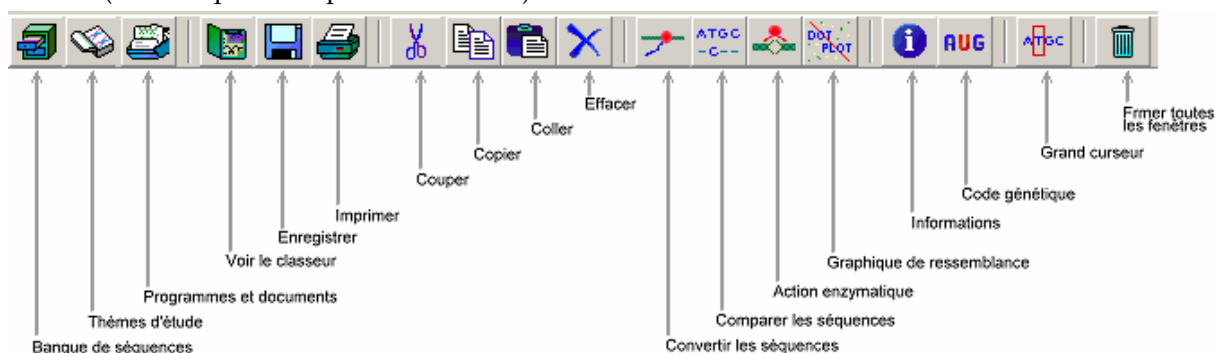 ATGC
-C--
DOT
PLOT
AUG
ATGC
Effacer
Coller
Copier
Couper
Imprimer
Enregistrer
Voir le classeur
Programmes et documents
Thèmes d'étude
Banque de séquences
Frmer toutes
les fenêtres
Grand curseur
Code génétique
Informations
Graphique de ressemblance
Action enzymatique
Comparer les séquences
Convertir les séquences